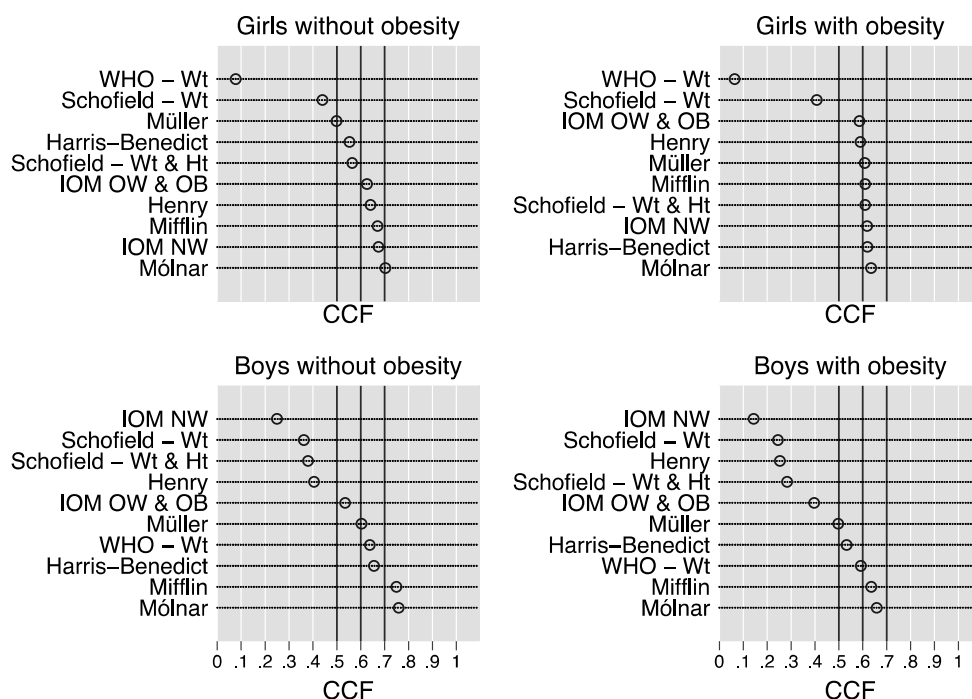 Girls without obesity
WHO – Wt
Schofield – Wt
Müller
Harris–Benedict
Schofield – Wt & Ht
IOM OW & OB
Henry
Mifflin
IOM NW
Mólnar
CCF
Girls with obesity
WHO – Wt
Schofield – Wt
IOM OW & OB
Henry
Müller
Mifflin
Schofield – Wt & Ht
IOM NW
Harris–Benedict
Mólnar
CCF
Boys without obesity
IOM NW
Schofield – Wt
Schofield – Wt & Ht
Henry
IOM OW & OB
Müller
WHO – Wt
Harris–Benedict
Mifflin
Mólnar
0 .1 .2 .3 .4 .5 .6 .7 .8 .9 1
CCF
Boys with obesity
IOM NW
Schofield – Wt
Henry
Schofield – Wt & Ht
IOM OW & OB
Müller
Harris–Benedict
WHO – Wt
Mifflin
Mólnar
0 .1 .2 .3 .4 .5 .6 .7 .8 .9 1
CCF